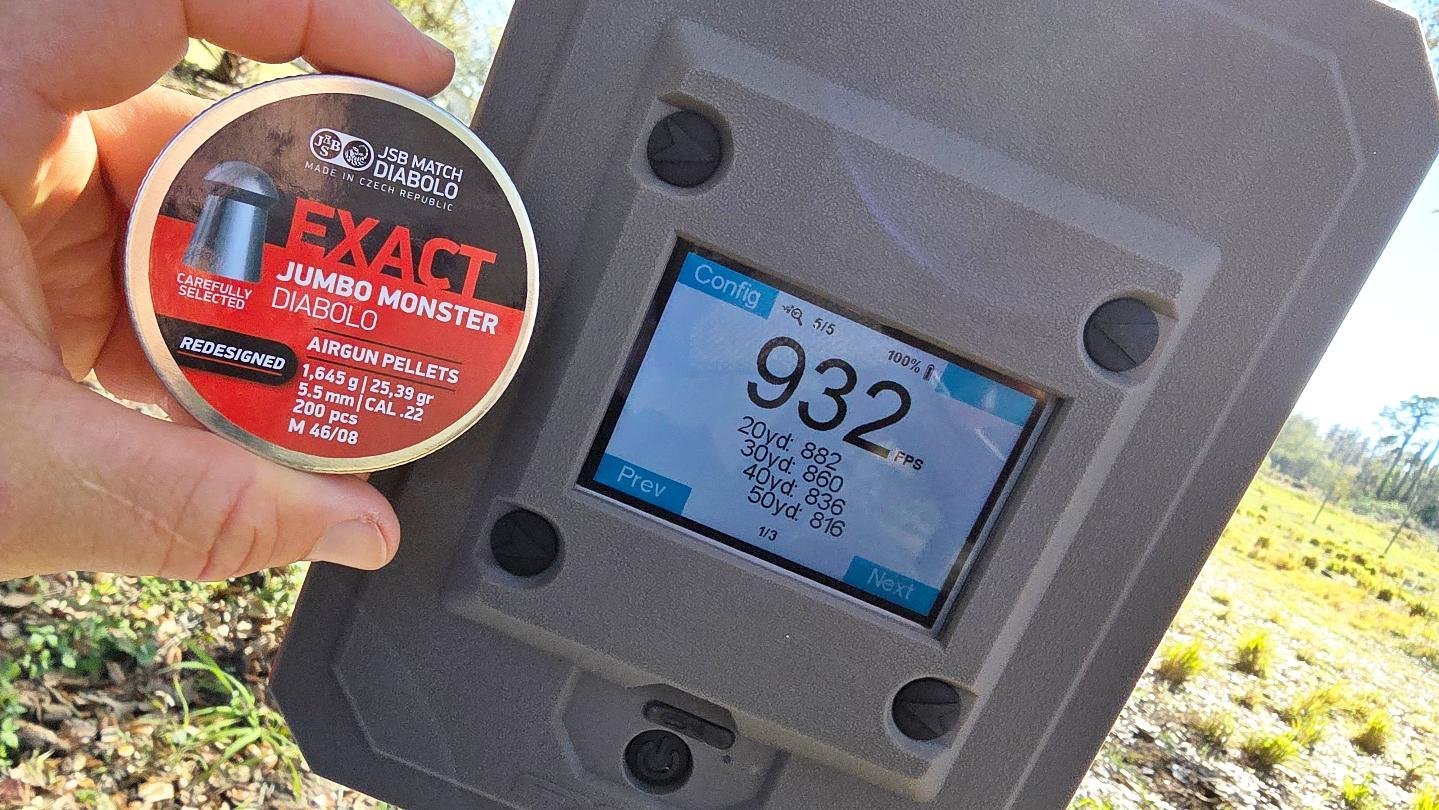 JSB
JSB MATCH
DIABOLO
MADE IN CZECH REPUBLIC
EXACT
JUMBO MONSTER
DIABOLO
CAREFULLY
SELECTED
REDESIGNED
AIRGUN PELLETS
1,645 g | 25,39 gr
5.5 mm | CAL .22
200 pcs
M 46/08
Config
5/5
100%
932 FPS
20yd: 882
30yd: 860
40yd: 836
50yd: 816
1/3
Prev
Next